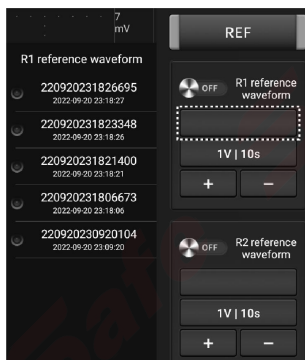 7
mV
R1 reference waveform
220920231826695
2022-09-20 23:18:27
220920231823348
2022-09-20 23:18:26
220920231821400
2022-09-20 23:18:21
220920231806673
2022-09-20 23:18:06
220920230920104
2022-09-20 23:09:20
REF
OFF
R1 reference
waveform
1V | 10s
+
−
OFF
R2 reference
waveform
1V | 10s
+
−